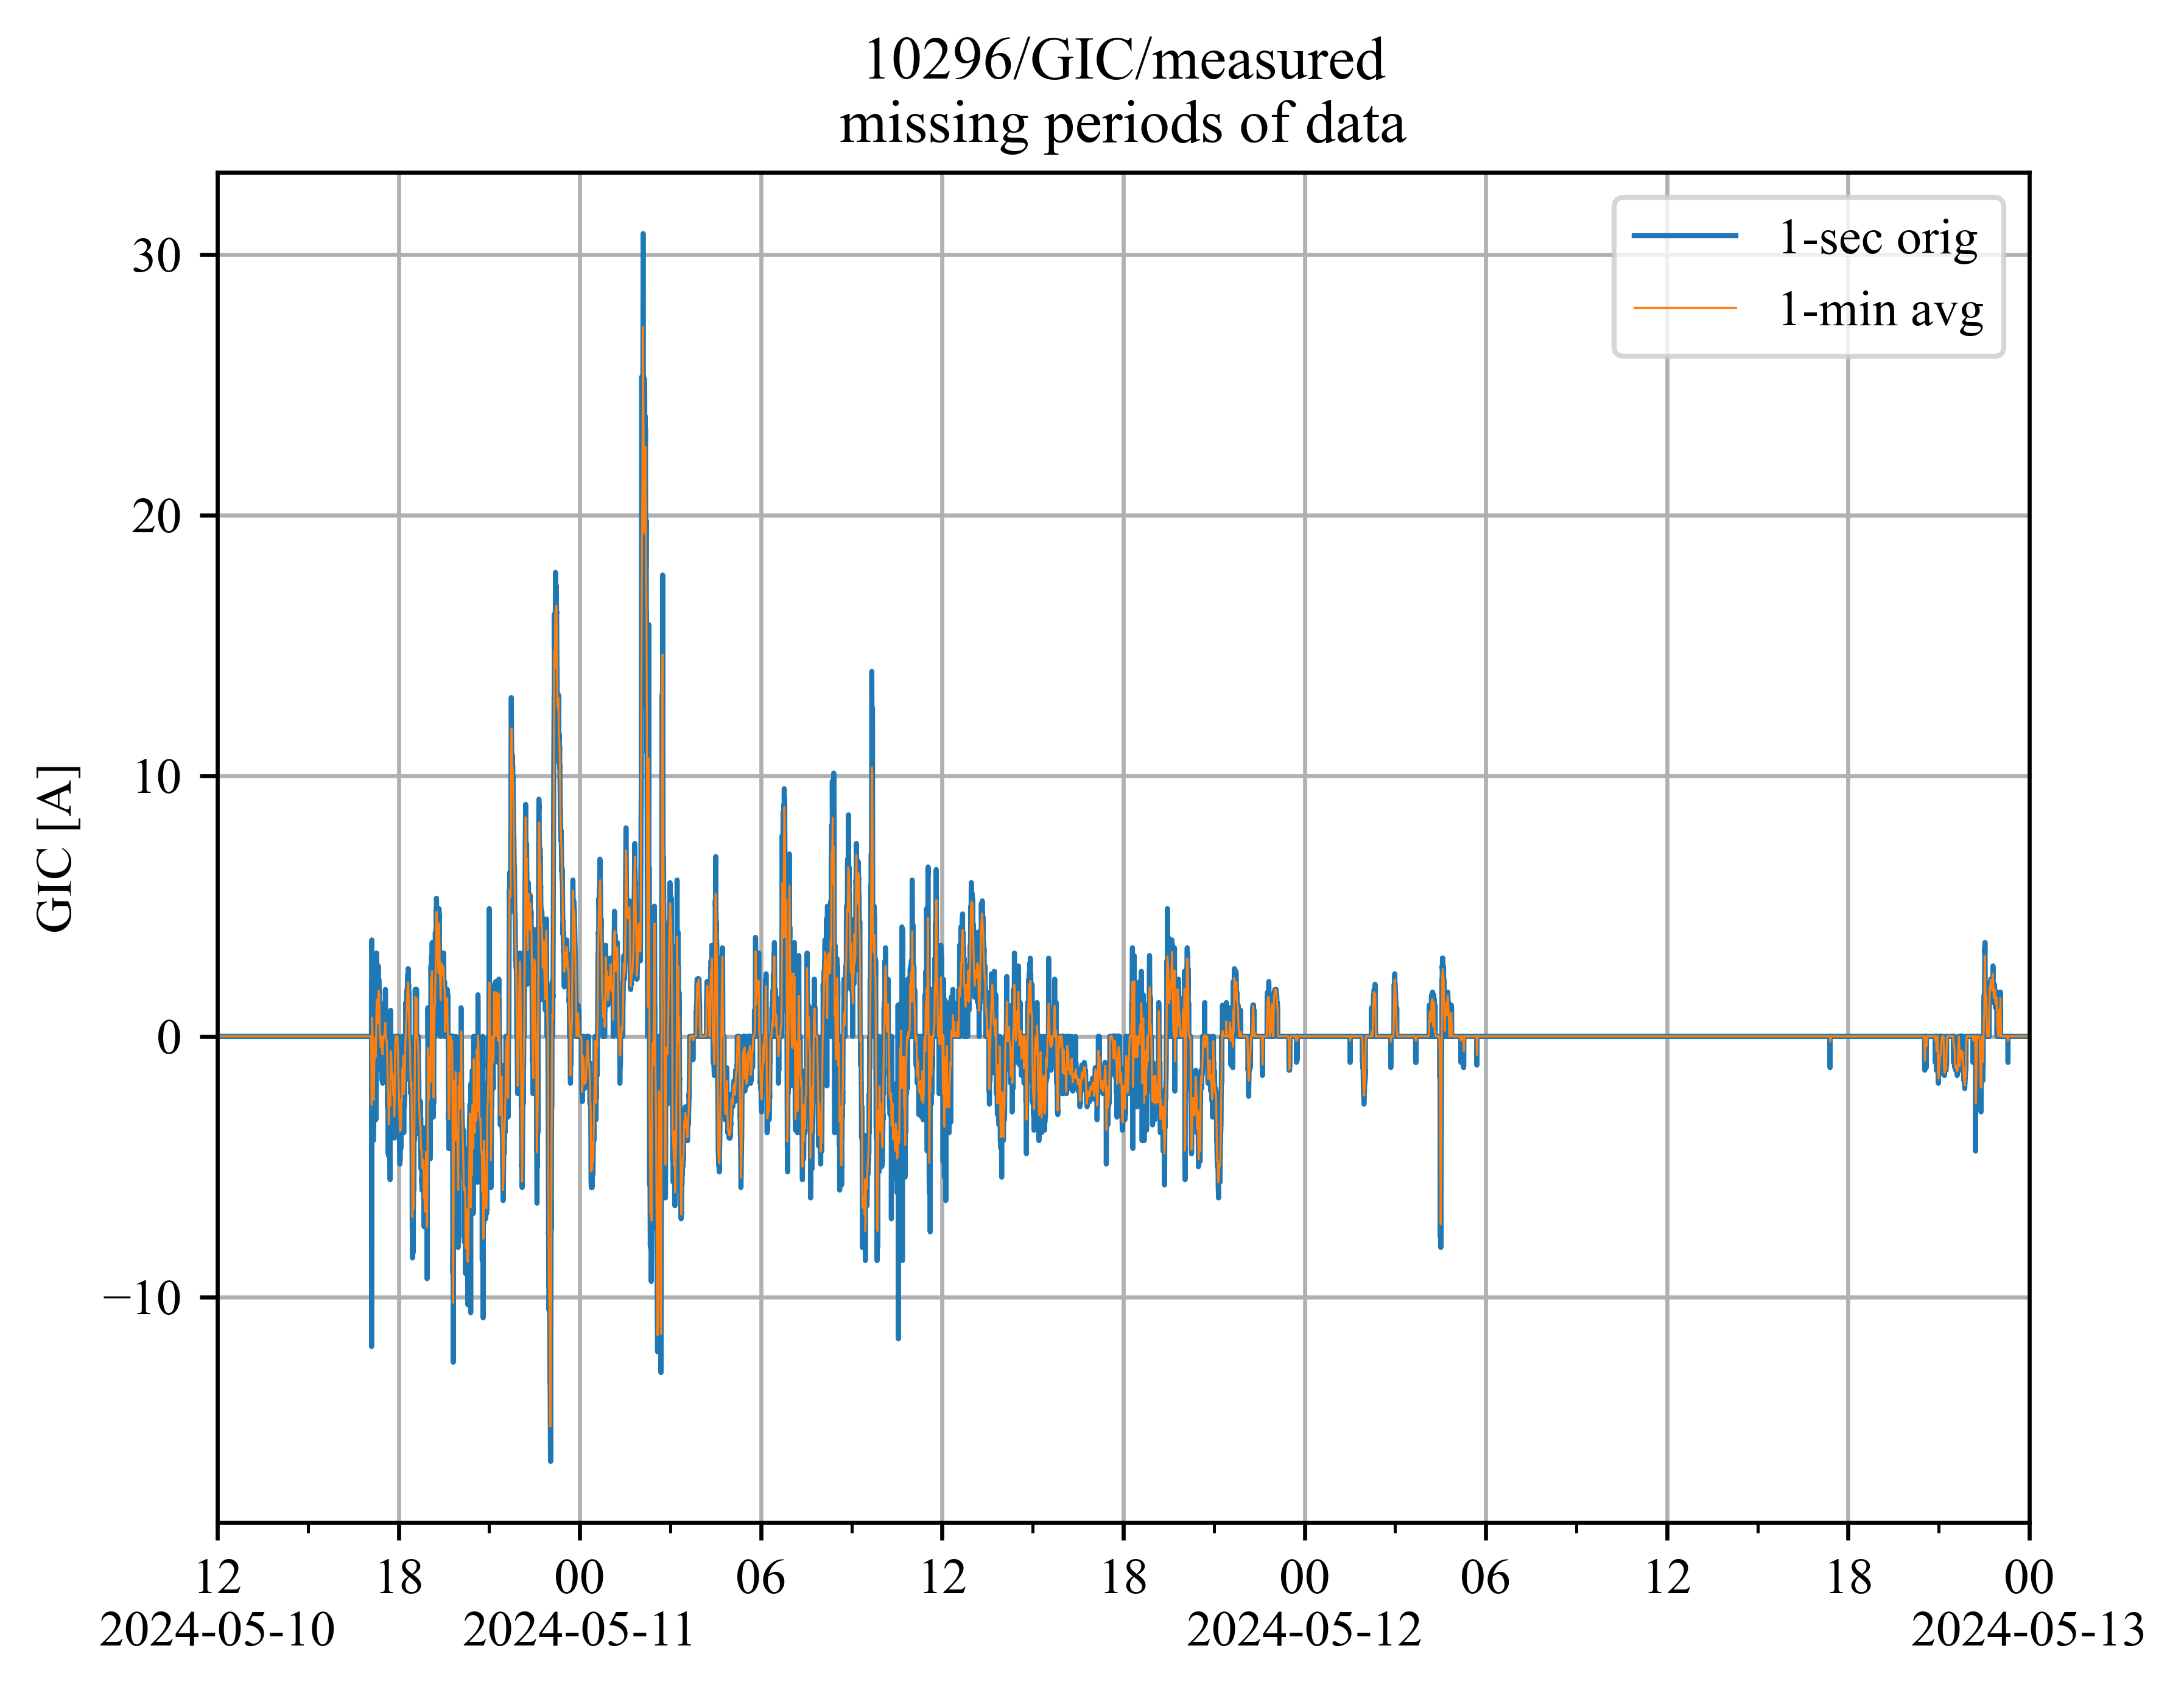 10296/GIC/measured
missing periods of data
1-sec orig
1-min avg
30
20
10
0
−10
GIC [A]
12 18 00 06 12 18 00 06 12 18 00
2024-05-10 2024-05-11 2024-05-12 2024-05-13